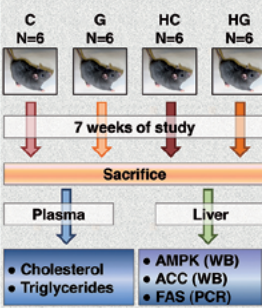 C G HC HG
N=6 N=6 N=6 N=6
7 weeks of study
Sacrifice
Plasma Liver
• Cholesterol
• Triglycerides
• AMPK (WB)
• ACC (WB)
• FAS (PCR)